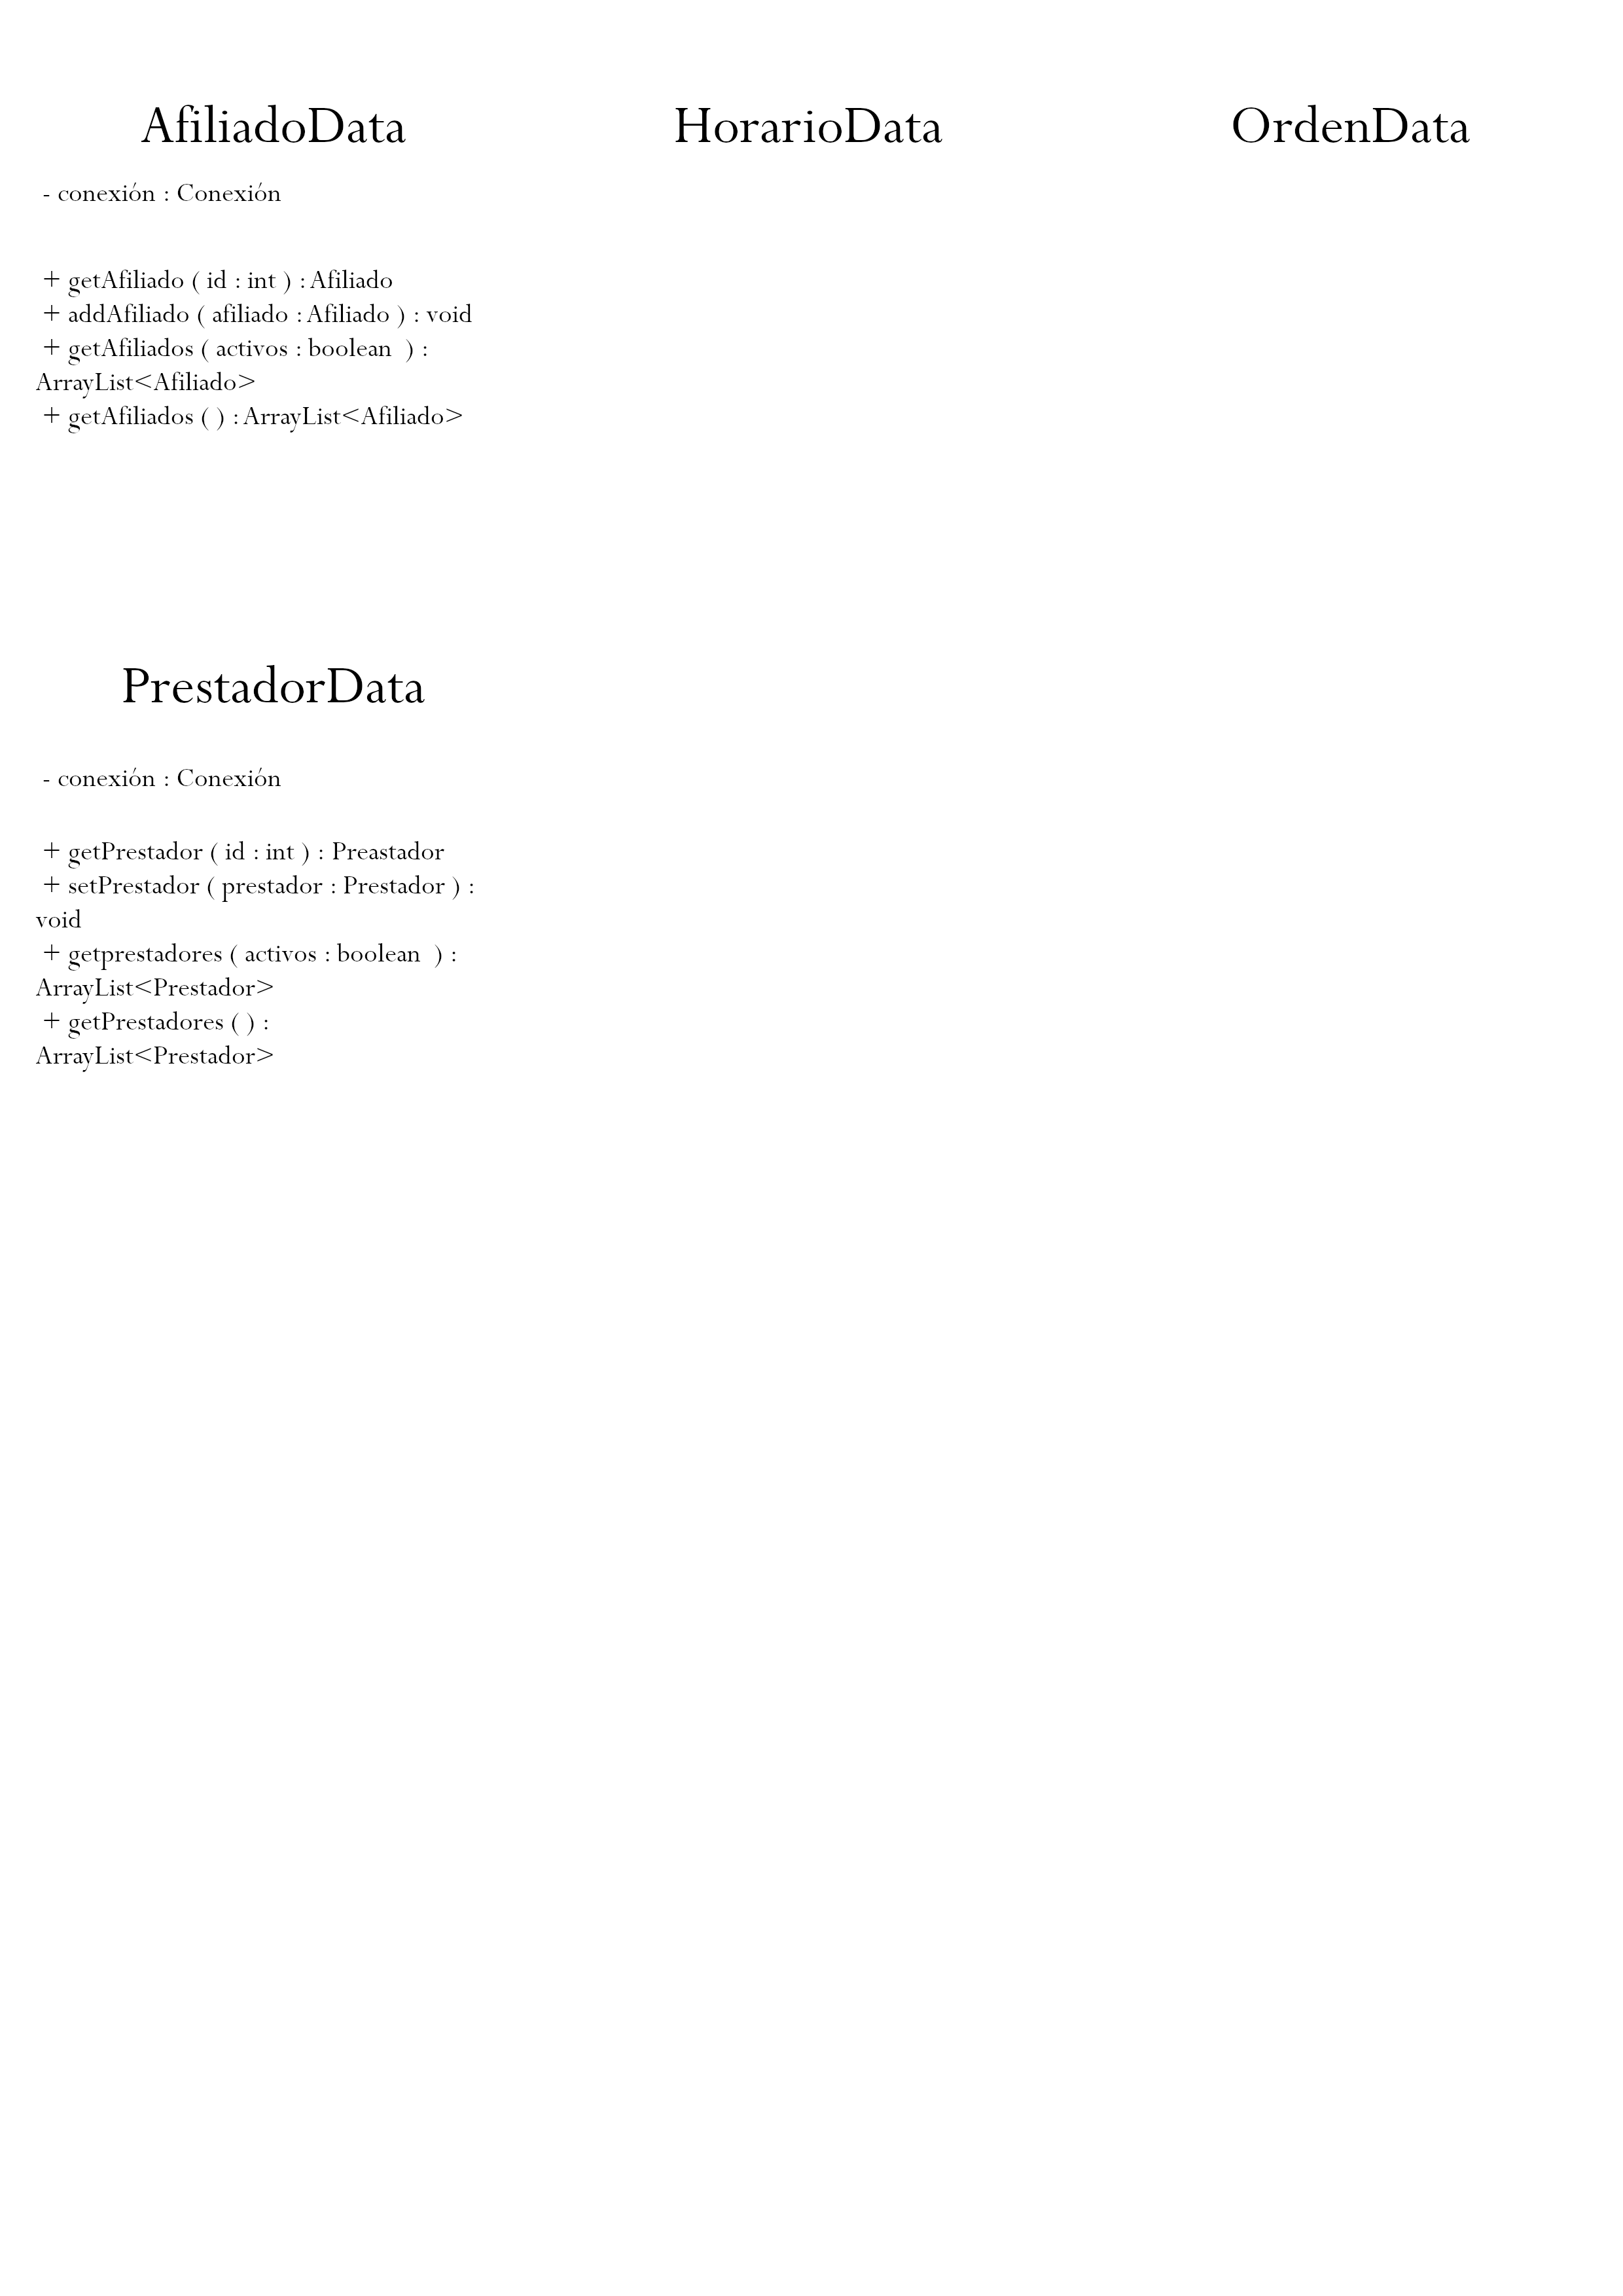 AfiliadoData
- conexión : Conexión
+ getAfiliado ( id : int ) : Afiliado
+ addAfiliado ( afiliado : Afiliado ) : void
+ getAfiliados ( activos : boolean  ) :
ArrayList<Afiliado>
+ getAfiliados ( ) : ArrayList<Afiliado>
HorarioData
OrdenData
PrestadorData
- conexión : Conexión
+ getPrestador ( id : int ) : Preastador
+ setPrestador ( prestador : Prestador ) :
void
+ getprestadores ( activos : boolean  ) :
ArrayList<Prestador>
+ getPrestadores ( ) :
ArrayList<Prestador>